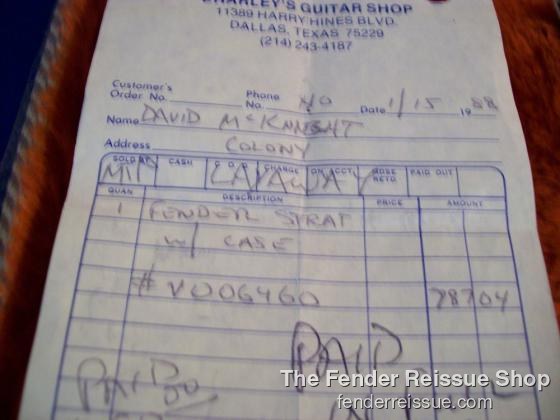 CHARLEY'S GUITAR SHOP
11389 HARRY HINES BLVD.
DALLAS, TEXAS 75229
(214) 243-4187
Customer's
Order No. Phone No. NO Date 1/15 1988
Name DAVID McKNIGHT
Address COLONY
SOLD BY CASH C.O.D. CHARGE ON ACCT. MDSE. RETD. PAID OUT
LAYAWAY
QUAN. DESCRIPTION PRICE AMOUNT
1 FENDER STRAT
w/ CASE
# V006460 787 04
PAID
PAID
The Fender Reissue Shop
fenderreissue.com